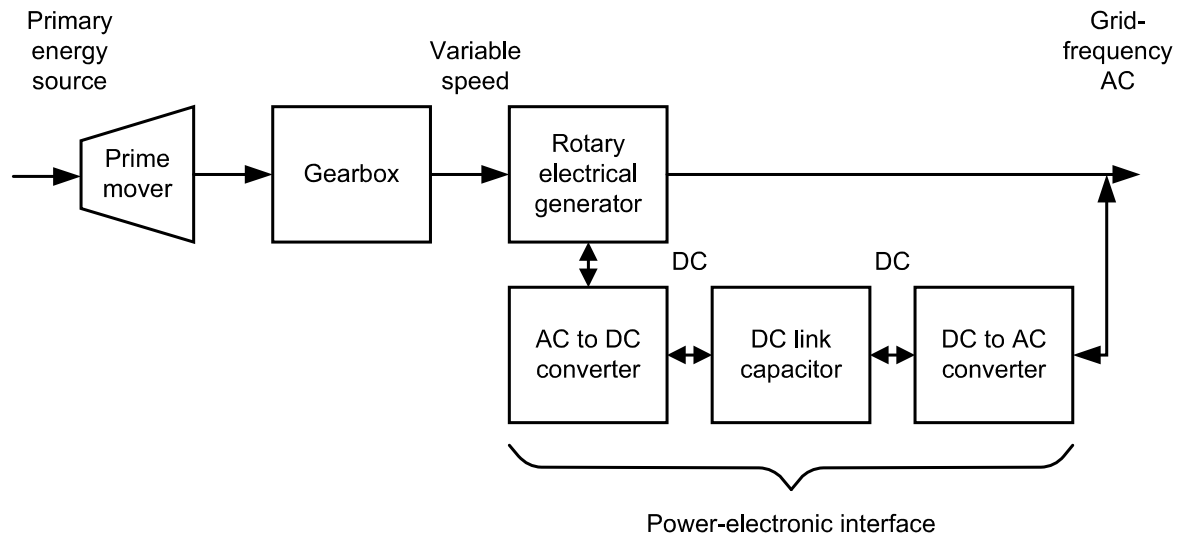 Primary
energy
source
Variable
speed
Grid-
frequency
AC
Prime
mover
Gearbox
Rotary
electrical
generator
DC
DC
AC to DC
converter
DC link
capacitor
DC to AC
converter
Power-electronic interface